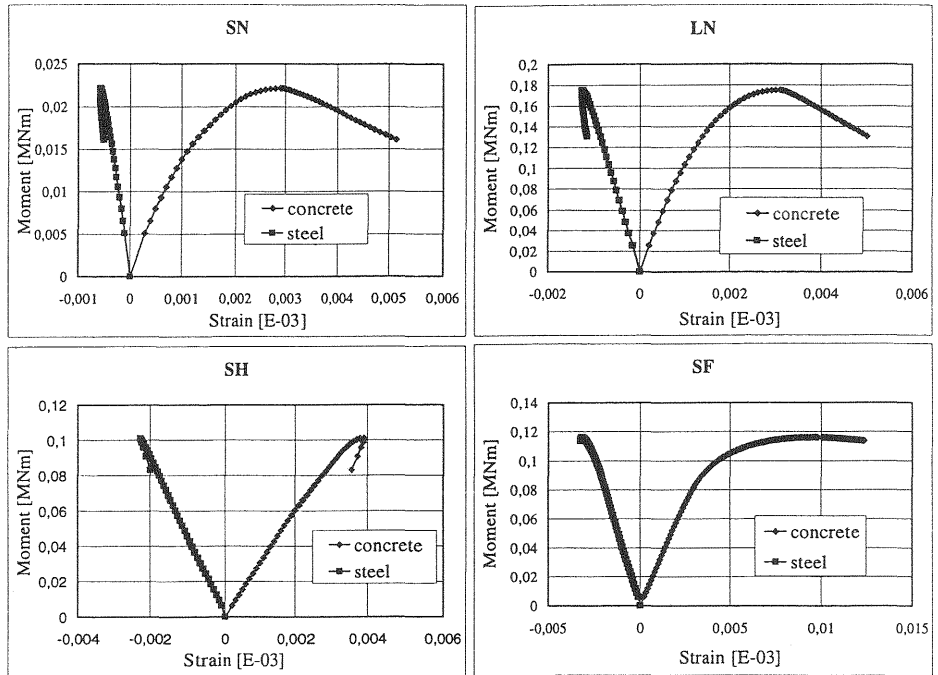 SN
Moment [MNm]
0,025
0,02
0,015
0,01
0,005
0
-0,001 0 0,001 0,002 0,003 0,004 0,005 0,006
Strain [E-03]
concrete
steel
LN
Moment [MNm]
0,2
0,18
0,16
0,14
0,12
0,1
0,08
0,06
0,04
0,02
0
-0,002 0 0,002 0,004 0,006
Strain [E-03]
concrete
steel
SH
Moment [MNm]
0,12
0,1
0,08
0,06
0,04
0,02
0
-0,004 -0,002 0 0,002 0,004 0,006
Strain [E-03]
concrete
steel
SF
Moment [MNm]
0,14
0,12
0,10
0,08
0,06
0,04
0,02
0
-0,005 0 0,005 0,01 0,015
Strain [E-03]
concrete
steel